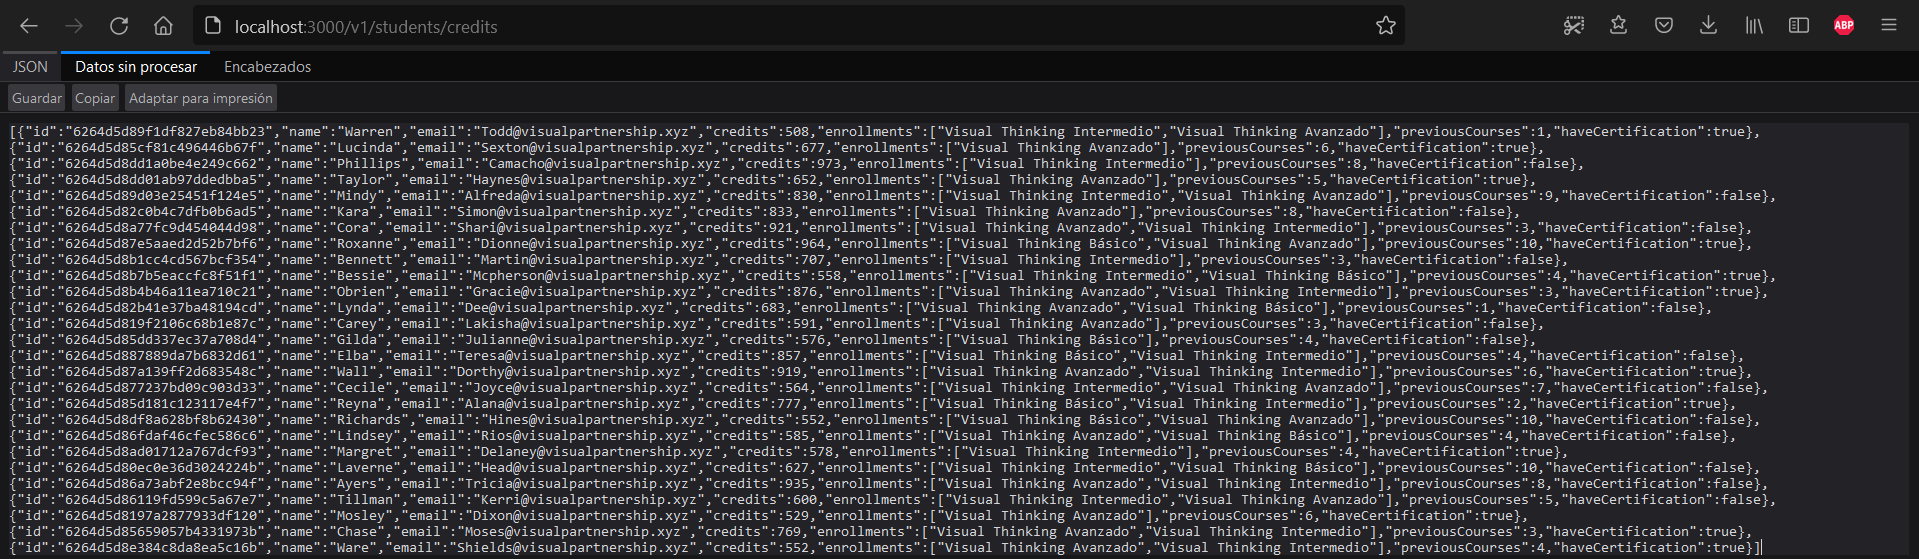 localhost:3000/v1/students/credits
ABP
JSON Datos sin procesar Encabezados
Guardar Copiar Adaptar para impresión
[{"id":"6264d5d89f1df827eb84bb23","name":"Warren","email":"Todd@visualpartnership.xyz","credits":508,"enrollments":["Visual Thinking Intermedio","Visual Thinking Avanzado"],"previousCourses":1,"haveCertification":true},
{"id":"6264d5d85cf81c496446b67f","name":"Lucinda","email":"Sexton@visualpartnership.xyz","credits":677,"enrollments":["Visual Thinking Avanzado"],"previousCourses":6,"haveCertification":true},
{"id":"6264d5d8dd1a0be4e249c662","name":"Phillips","email":"Camacho@visualpartnership.xyz","credits":973,"enrollments":["Visual Thinking Intermedio"],"previousCourses":8,"haveCertification":false},
{"id":"6264d5d8dd01ab97ddedbba5","name":"Taylor","email":"Haynes@visualpartnership.xyz","credits":652,"enrollments":["Visual Thinking Avanzado"],"previousCourses":5,"haveCertification":true},
{"id":"6264d5d89d03e25451f124e5","name":"Mindy","email":"Alfreda@visualpartnership.xyz","credits":830,"enrollments":["Visual Thinking Intermedio","Visual Thinking Avanzado"],"previousCourses":9,"haveCertification":false},
{"id":"6264d5d82c0b4c7dfb0b6ad5","name":"Kara","email":"Simon@visualpartnership.xyz","credits":833,"enrollments":["Visual Thinking Avanzado"],"previousCourses":8,"haveCertification":false},
{"id":"6264d5d8a77fc9d454044d98","name":"Cora","email":"Shari@visualpartnership.xyz","credits":921,"enrollments":["Visual Thinking Avanzado","Visual Thinking Intermedio"],"previousCourses":3,"haveCertification":false},
{"id":"6264d5d87e5aaed2d52b7bf6","name":"Roxanne","email":"Dionne@visualpartnership.xyz","credits":964,"enrollments":["Visual Thinking Básico","Visual Thinking Avanzado"],"previousCourses":10,"haveCertification":true},
{"id":"6264d5d8b1cc4cd567bcf354","name":"Bennett","email":"Martin@visualpartnership.xyz","credits":707,"enrollments":["Visual Thinking Intermedio"],"previousCourses":3,"haveCertification":false},
{"id":"6264d5d8b7b5eaccfc8f51f1","name":"Bessie","email":"Mcpherson@visualpartnership.xyz","credits":558,"enrollments":["Visual Thinking Intermedio","Visual Thinking Básico"],"previousCourses":4,"haveCertification":true},
{"id":"6264d5d8b4b46a11ea710c21","name":"Obrien","email":"Gracie@visualpartnership.xyz","credits":876,"enrollments":["Visual Thinking Avanzado","Visual Thinking Intermedio"],"previousCourses":3,"haveCertification":true},
{"id":"6264d5d82b41e37ba48194cd","name":"Lynda","email":"Dee@visualpartnership.xyz","credits":683,"enrollments":["Visual Thinking Avanzado","Visual Thinking Básico"],"previousCourses":1,"haveCertification":false},
{"id":"6264d5d819f2106c68b1e87c","name":"Carey","email":"Lakisha@visualpartnership.xyz","credits":591,"enrollments":["Visual Thinking Avanzado"],"previousCourses":3,"haveCertification":false},
{"id":"6264d5d85dd337ec37a708d4","name":"Gilda","email":"Julianne@visualpartnership.xyz","credits":576,"enrollments":["Visual Thinking Básico"],"previousCourses":4,"haveCertification":false},
{"id":"6264d5d887889da7b6832d61","name":"Elba","email":"Teresa@visualpartnership.xyz","credits":857,"enrollments":["Visual Thinking Básico","Visual Thinking Intermedio"],"previousCourses":4,"haveCertification":false},
{"id":"6264d5d87a139ff2d683548c","name":"Wall","email":"Dorthy@visualpartnership.xyz","credits":919,"enrollments":["Visual Thinking Avanzado","Visual Thinking Intermedio"],"previousCourses":6,"haveCertification":true},
{"id":"6264d5d877237bd09c903d33","name":"Cecile","email":"Joyce@visualpartnership.xyz","credits":564,"enrollments":["Visual Thinking Intermedio","Visual Thinking Avanzado"],"previousCourses":7,"haveCertification":false},
{"id":"6264d5d85d181c123117e4f7","name":"Reyna","email":"Alana@visualpartnership.xyz","credits":777,"enrollments":["Visual Thinking Básico","Visual Thinking Intermedio"],"previousCourses":2,"haveCertification":true},
{"id":"6264d5d8df8a628bf8b62430","name":"Richards","email":"Hines@visualpartnership.xyz","credits":552,"enrollments":["Visual Thinking Básico","Visual Thinking Avanzado"],"previousCourses":10,"haveCertification":false},
{"id":"6264d5d86fdaf46cfec586c6","name":"Lindsey","email":"Rios@visualpartnership.xyz","credits":585,"enrollments":["Visual Thinking Avanzado","Visual Thinking Básico"],"previousCourses":4,"haveCertification":false},
{"id":"6264d5d8ad01712a767dcf93","name":"Margret","email":"Delaney@visualpartnership.xyz","credits":578,"enrollments":["Visual Thinking Intermedio"],"previousCourses":4,"haveCertification":true},
{"id":"6264d5d80ec0e36d3024224b","name":"Laverne","email":"Head@visualpartnership.xyz","credits":627,"enrollments":["Visual Thinking Intermedio","Visual Thinking Básico"],"previousCourses":10,"haveCertification":false},
{"id":"6264d5d86a73abf2e8bcc94f","name":"Ayers","email":"Tricia@visualpartnership.xyz","credits":935,"enrollments":["Visual Thinking Avanzado","Visual Thinking Intermedio"],"previousCourses":8,"haveCertification":true},
{"id":"6264d5d86119fd599c5a67e7","name":"Tillman","email":"Kerri@visualpartnership.xyz","credits":600,"enrollments":["Visual Thinking Intermedio","Visual Thinking Avanzado"],"previousCourses":5,"haveCertification":false},
{"id":"6264d5d8197a2877933df120","name":"Mosley","email":"Dixon@visualpartnership.xyz","credits":529,"enrollments":["Visual Thinking Avanzado"],"previousCourses":6,"haveCertification":true},
{"id":"6264d5d85659057b4331973b","name":"Chase","email":"Moses@visualpartnership.xyz","credits":769,"enrollments":["Visual Thinking Avanzado","Visual Thinking Intermedio"],"previousCourses":3,"haveCertification":true},
{"id":"6264d5d8e384c8da8ea5c16b","name":"Ware","email":"Shields@visualpartnership.xyz","credits":552,"enrollments":["Visual Thinking Avanzado","Visual Thinking Intermedio"],"previousCourses":4,"haveCertification":true}]